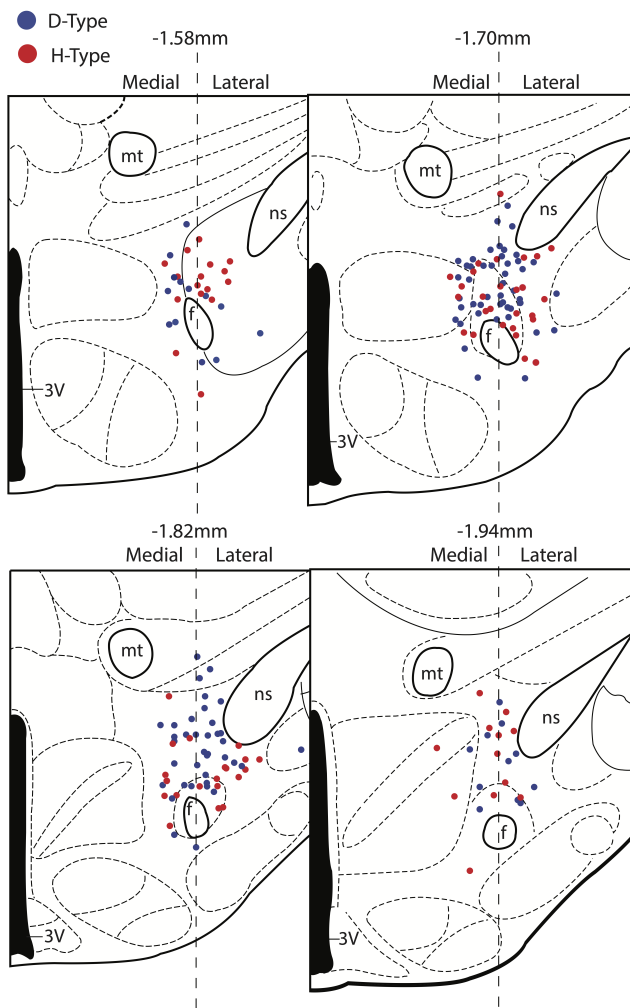 D-Type
H-Type
-1.58mm
Medial Lateral
mt
ns
f
3V
-1.70mm
Medial Lateral
mt
ns
f
3V
-1.82mm
Medial Lateral
mt
ns
f
3V
-1.94mm
Medial Lateral
mt
ns
f
3V